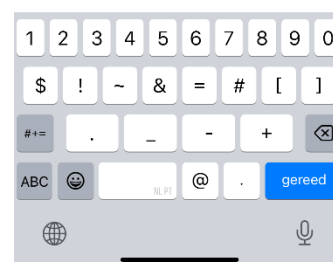 1 2 3 4 5 6 7 8 9 0
$ ! ~ & = # [ ]
#+= . _ - +
ABC NL PT @ . gereed